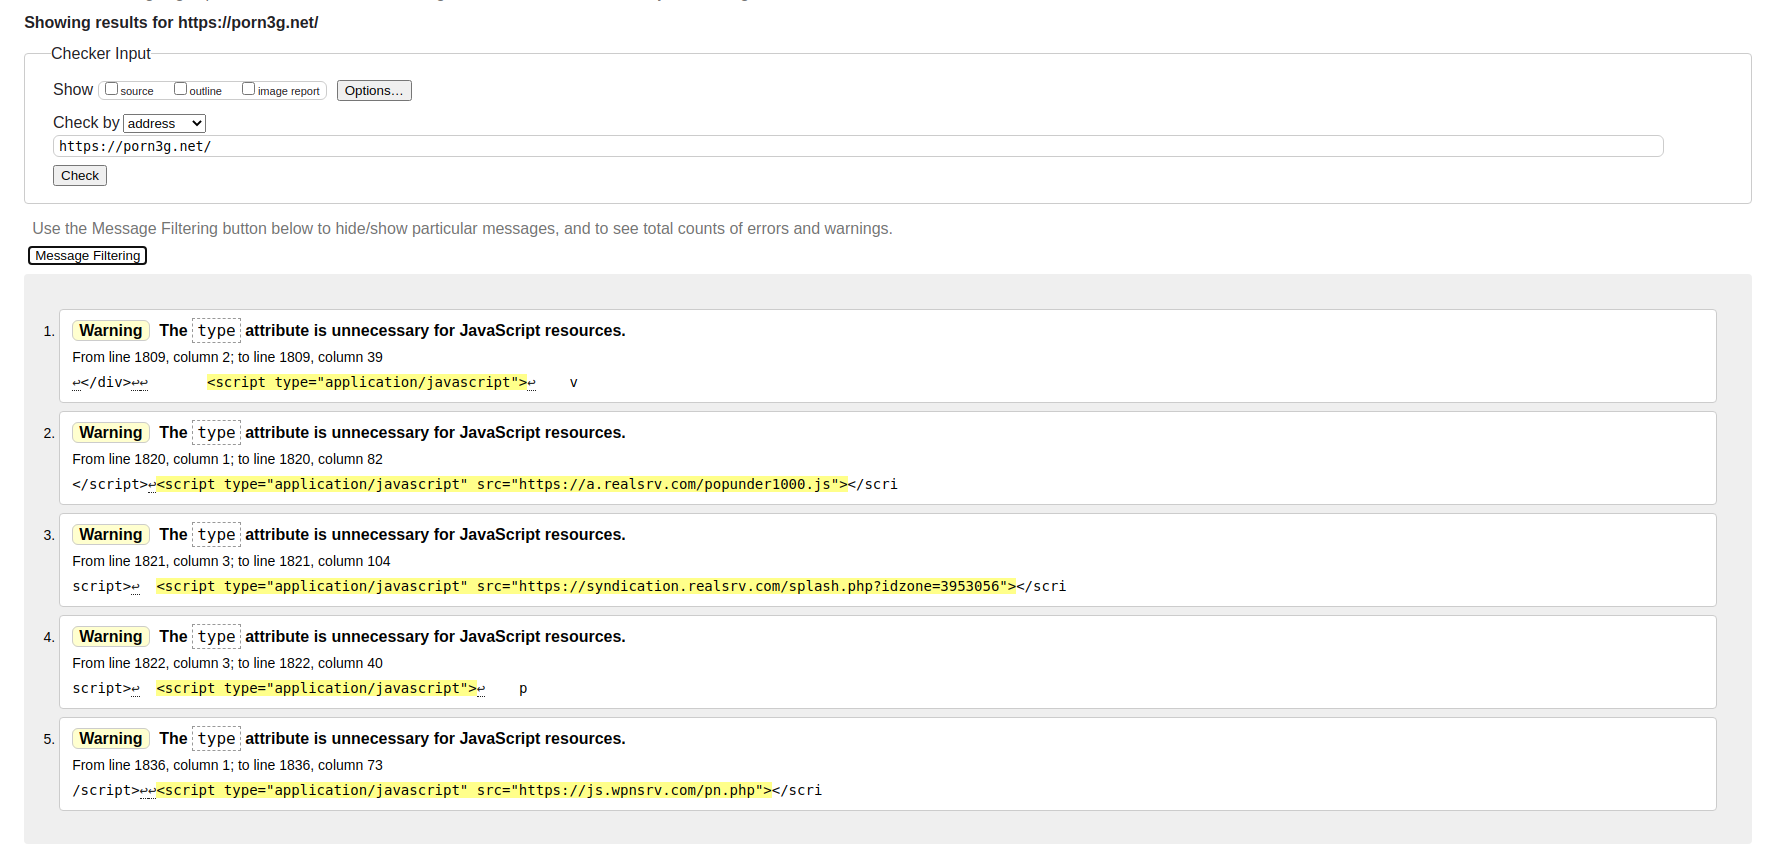 Showing results for https://porn3g.net/
Checker Input
Show source outline image report Options...
Check by address
https://porn3g.net/
Check
Use the Message Filtering button below to hide/show particular messages, and to see total counts of errors and warnings.
Message Filtering
1. Warning The type attribute is unnecessary for JavaScript resources.
From line 1809, column 2; to line 1809, column 39
↩</div>↩↩ <script type="application/javascript">↩ v
2. Warning The type attribute is unnecessary for JavaScript resources.
From line 1820, column 1; to line 1820, column 82
</script>↩<script type="application/javascript" src="https://a.realsrv.com/popunder1000.js"></scri
3. Warning The type attribute is unnecessary for JavaScript resources.
From line 1821, column 3; to line 1821, column 104
script>↩ <script type="application/javascript" src="https://syndication.realsrv.com/splash.php?idzone=3953056"></scri
4. Warning The type attribute is unnecessary for JavaScript resources.
From line 1822, column 3; to line 1822, column 40
script>↩ <script type="application/javascript">↩ p
5. Warning The type attribute is unnecessary for JavaScript resources.
From line 1836, column 1; to line 1836, column 73
/script>↩↩<script type="application/javascript" src="https://js.wpnsrv.com/pn.php"></scri